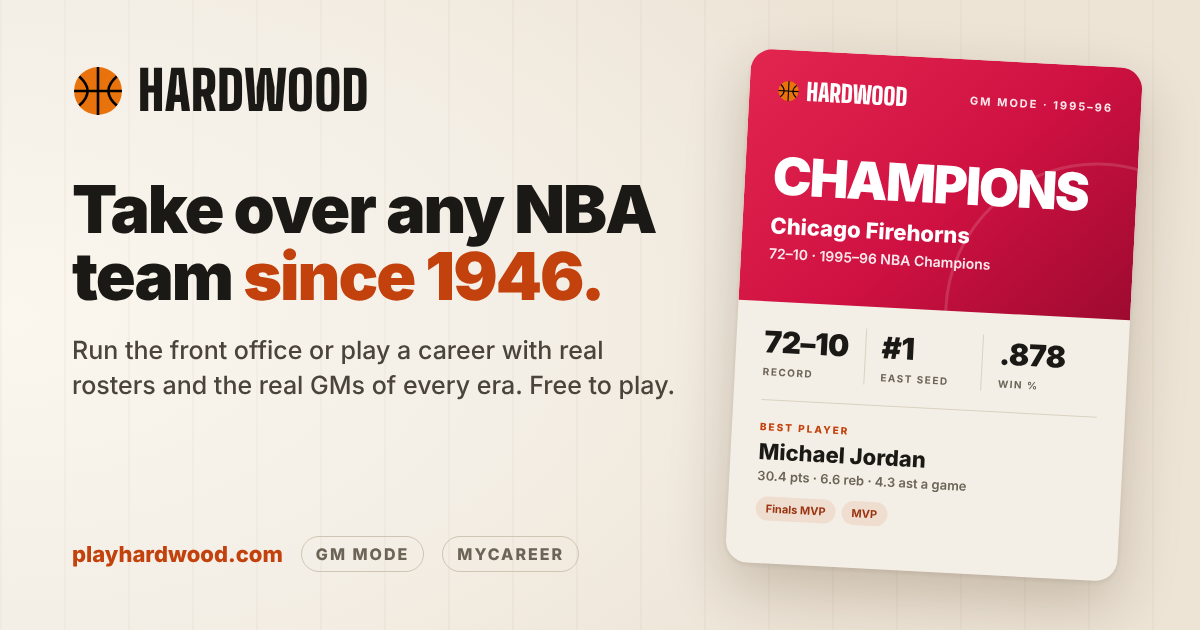 HARDWOOD
Take over any NBA
team since 1946.
Run the front office or play a career with real
rosters and the real GMs of every era. Free to play.
playhardwood.com GM MODE MYCAREER
HARDWOOD GM MODE · 1995–96
CHAMPIONS
Chicago Firehorns
72–10 · 1995–96 NBA Champions
72–10 #1 .878
RECORD EAST SEED WIN %
BEST PLAYER
Michael Jordan
30.4 pts · 6.6 reb · 4.3 ast a game
Finals MVP MVP